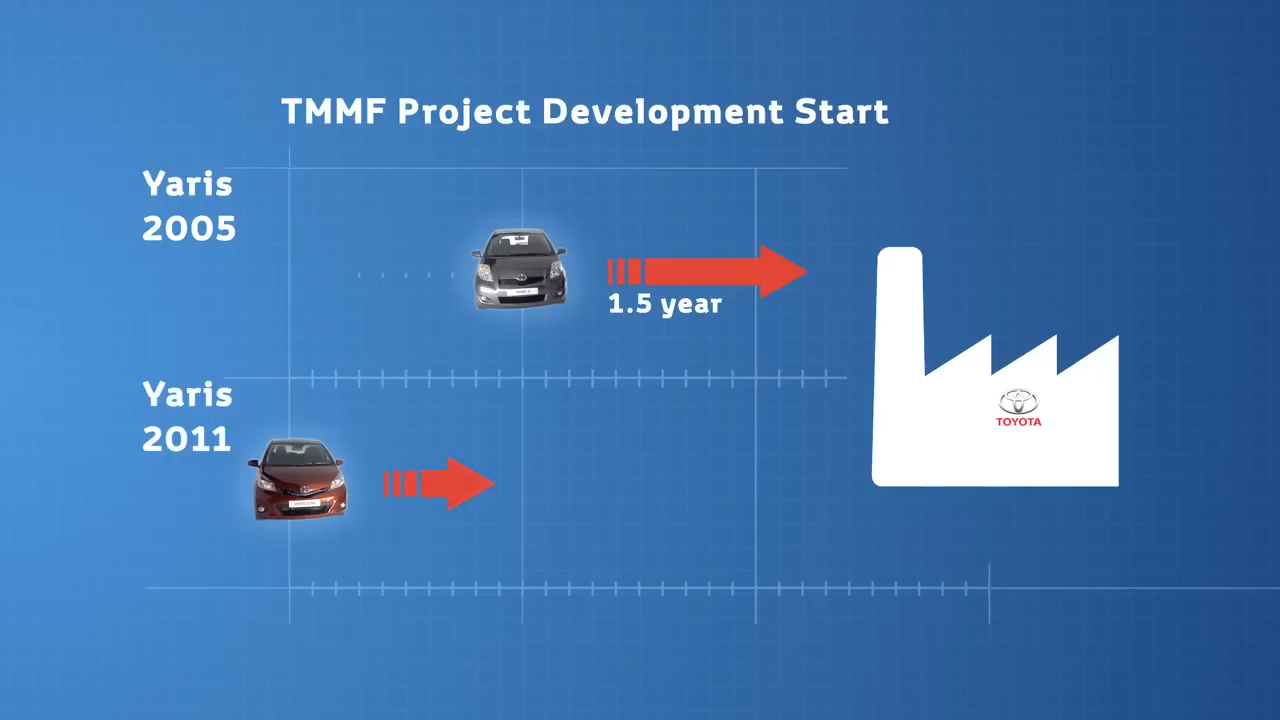 TMMF Project Development Start
Yaris
2005
1.5 year
Yaris
2011
TOYOTA